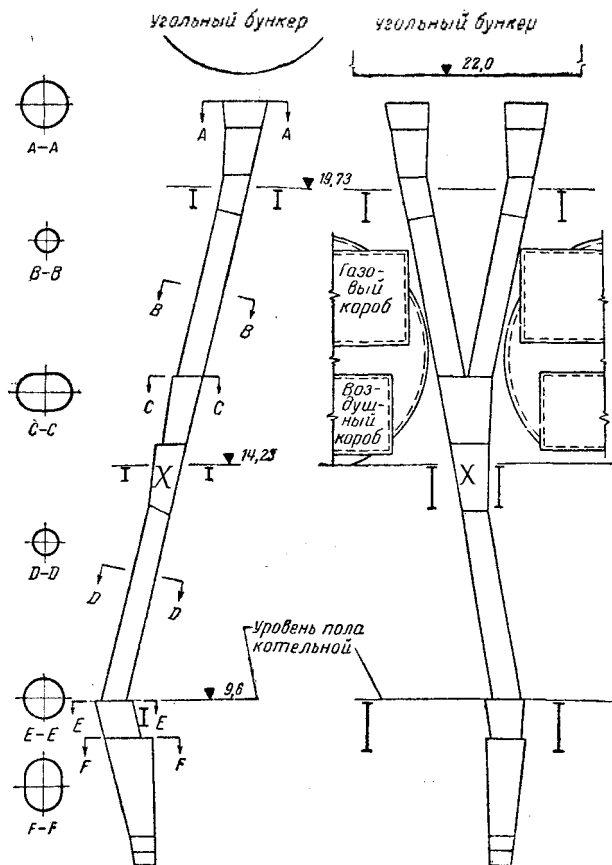 угольный бункер
угольный бункер
22,0
А
А
А–А
19,73
В–В
В
В
Газо-
вый
короб
С
С
С–С
Воз-
душ-
ный
короб
14,23
X
X
D–D
D
D
Уровень пола
котельной
9,6
E
E
E–E
F
F
F–F